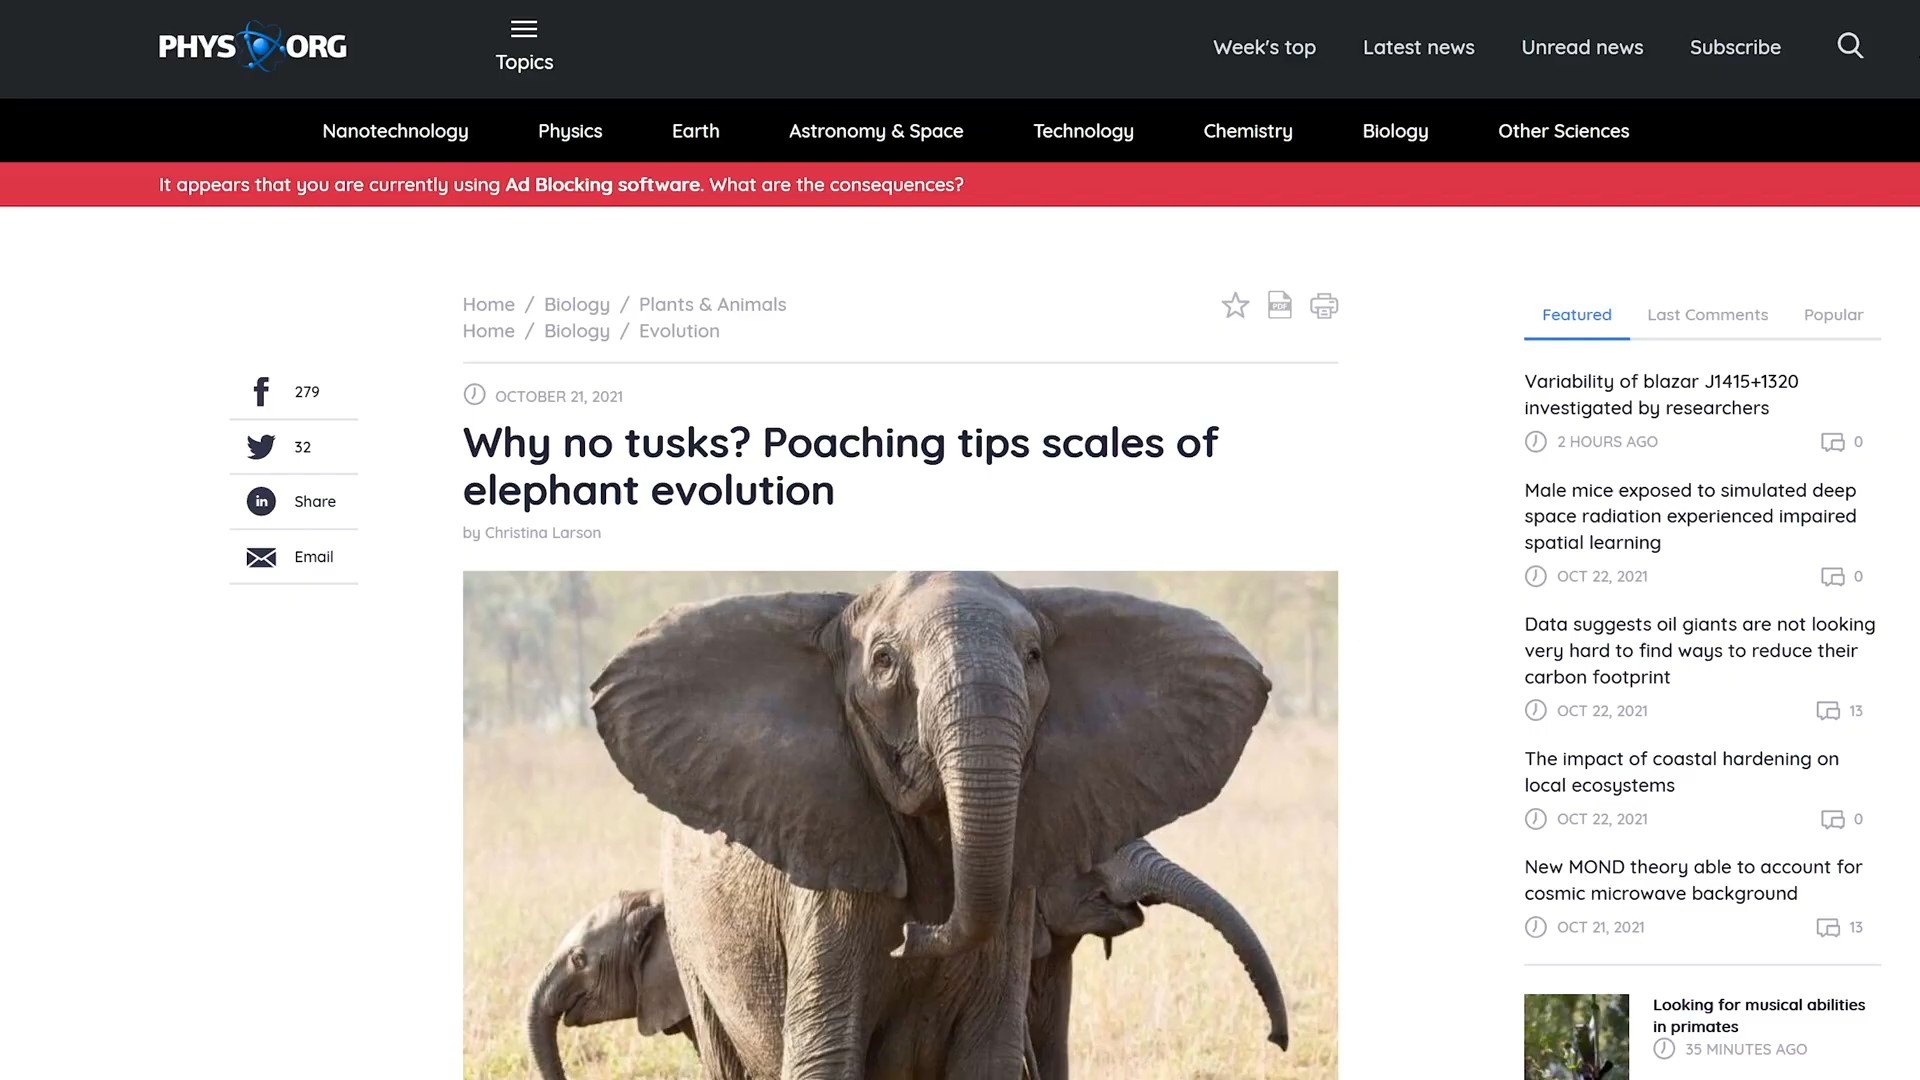 PHYS ORG
Topics
Week's top
Latest news
Unread news
Subscribe
Nanotechnology
Physics
Earth
Astronomy & Space
Technology
Chemistry
Biology
Other Sciences
It appears that you are currently using Ad Blocking software. What are the consequences?
279
32
Share
Email
Home / Biology / Plants & Animals
Home / Biology / Evolution
PDF
OCTOBER 21, 2021
Why no tusks? Poaching tips scales of
elephant evolution
by Christina Larson
Featured
Last Comments
Popular
Variability of blazar J1415+1320
investigated by researchers
2 HOURS AGO
0
Male mice exposed to simulated deep
space radiation experienced impaired
spatial learning
OCT 22, 2021
0
Data suggests oil giants are not looking
very hard to find ways to reduce their
carbon footprint
OCT 22, 2021
13
The impact of coastal hardening on
local ecosystems
OCT 22, 2021
0
New MOND theory able to account for
cosmic microwave background
OCT 21, 2021
13
Looking for musical abilities
in primates
35 MINUTES AGO